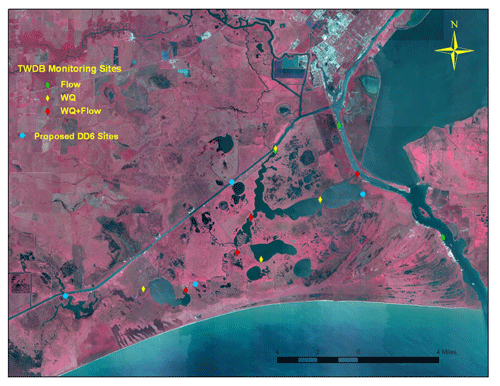 N
TWDB Monitoring Sites
Flow
WQ
WQ+Flow
Proposed DD6 Sites
4 Miles